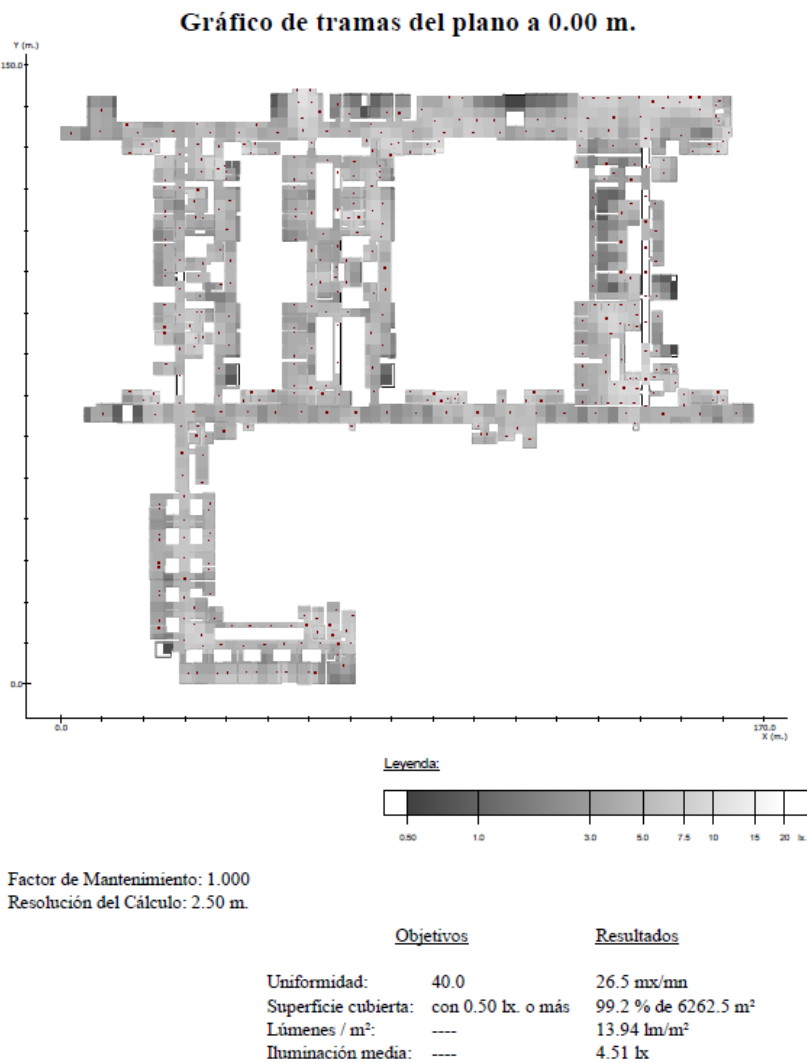 Gráfico de tramas del plano a 0.00 m.
Y (m.)
150.0
0.0
0.0
170.0
X (m.)
Leyenda:
0.50 1.0 3.0 5.0 7.5 10 15 20 lx.
Factor de Mantenimiento: 1.000
Resolución del Cálculo: 2.50 m.
Objetivos Resultados
Uniformidad: 40.0 26.5 mx/mn
Superficie cubierta: con 0.50 lx. o más 99.2 % de 6262.5 m²
Lúmenes / m²: ---- 13.94 lm/m²
Iluminación media: ---- 4.51 lx